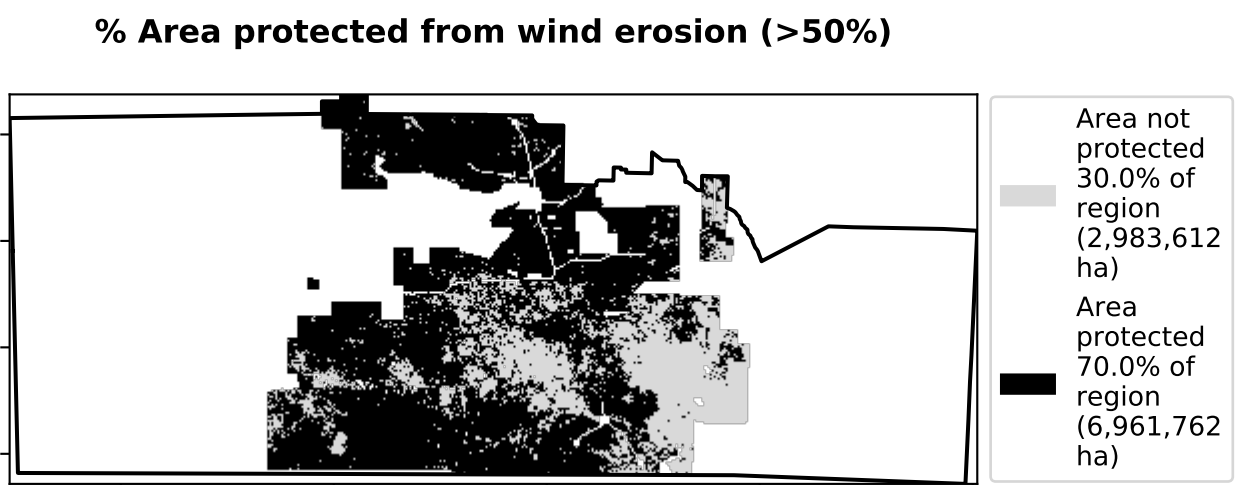 % Area protected from wind erosion (>50%)
Area not
protected
30.0% of
region
(2,983,612
ha)
Area
protected
70.0% of
region
(6,961,762
ha)